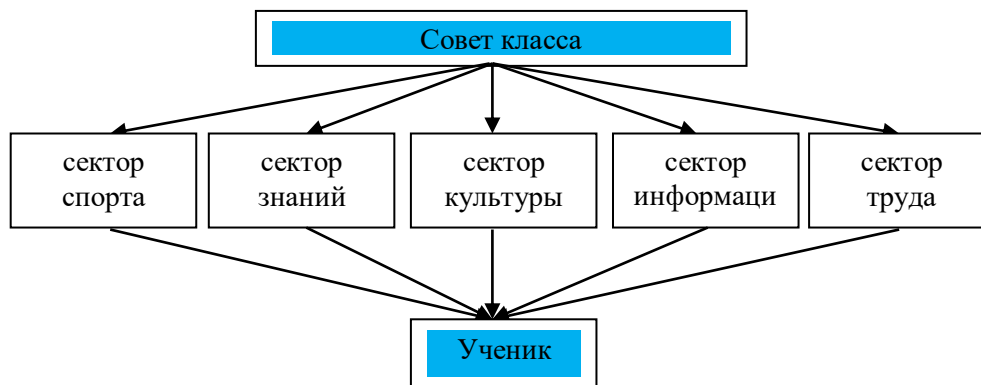 Совет класса
сектор
спорта
сектор
знаний
сектор
культуры
сектор
информаци
сектор
труда
Ученик